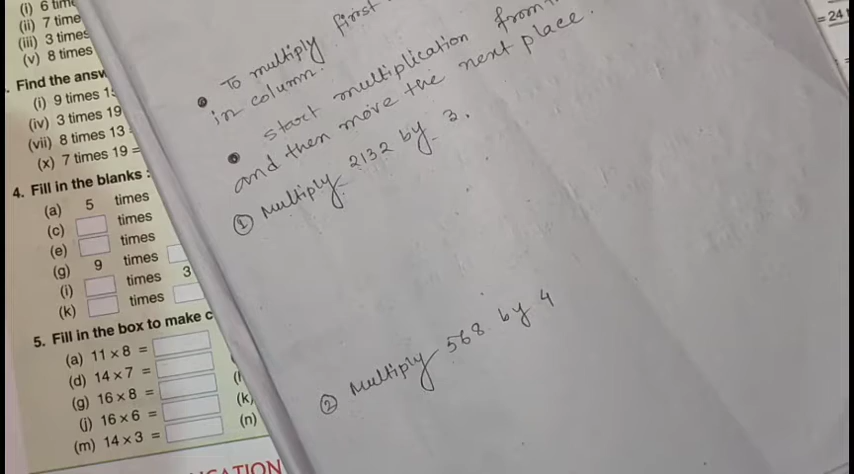 (i) 6 time
(ii) 7 time
(iii) 3 times
(v) 8 times
Find the answ
(i) 9 times 1
(iv) 3 times 19
(vii) 8 times 13
(x) 7 times 19 =
4. Fill in the blanks :
(a) 5 times
(c) times
(e) times
(g) 9 times
(i) times 3
(k) times
5. Fill in the box to make c
(a) 11 × 8 =
(d) 14 × 7 =
(g) 16 × 8 =
(j) 16 × 6 =
(k)
(m) 14 × 3 =
(n)
CATION
To multiply first
in column.
start multiplication from
and then move the next place.
① Multiply 2132 by 3.
② Multiply 568 by 4
= 24